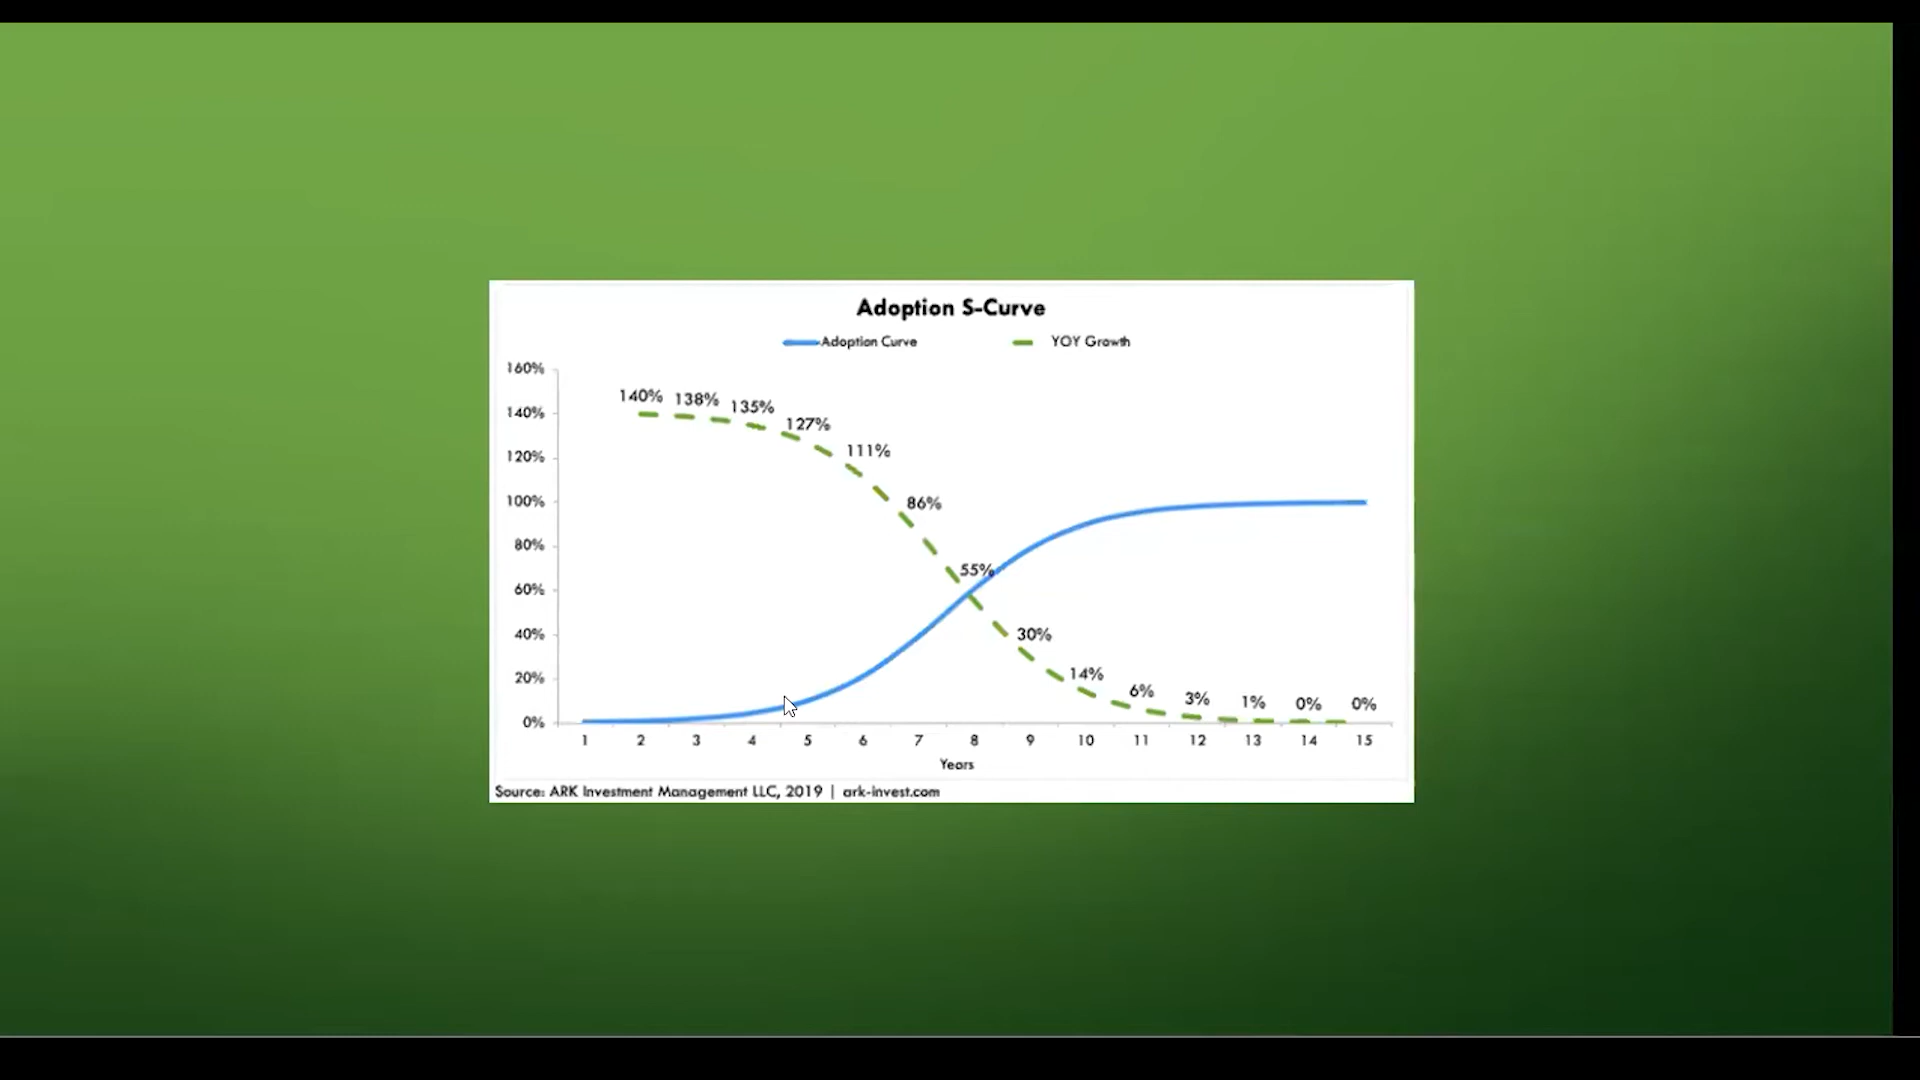 Adoption S-Curve
Adoption Curve YOY Growth
160%
140%
120%
100%
80%
60%
40%
20%
0%
140% 138% 135% 127% 111% 86% 55% 30% 14% 6% 3% 1% 0% 0%
1 2 3 4 5 6 7 8 9 10 11 12 13 14 15
Years
Source: ARK Investment Management LLC, 2019 | ark-invest.com